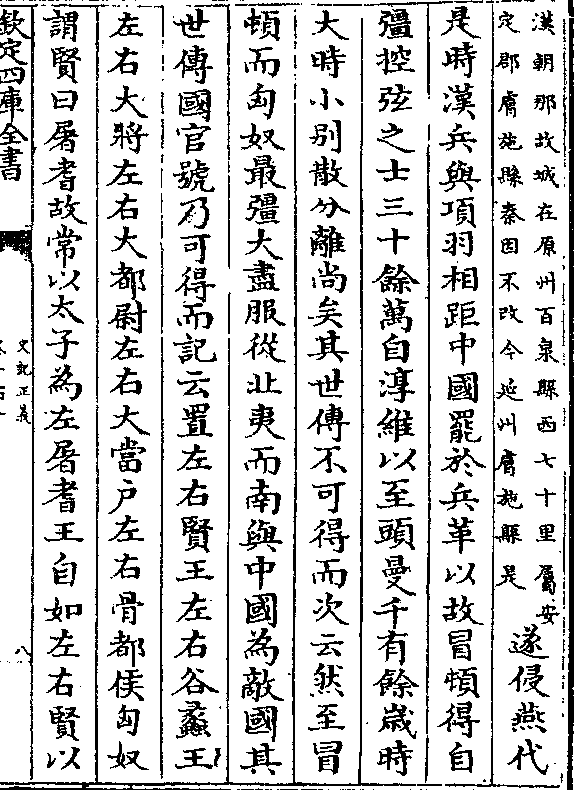 漢朝那故城在原州百泉縣西七十里屬安
定郡膚施縣秦因不改今延州膚施縣是
遂侵燕代
是時漢兵與項羽相距中國罷於兵革以故冒頓得自
彊控弦之士三十餘萬自淳維以至頭曼千有餘歲時
大時小别散分離尚矣其世傳不可得而次云然至冒
頓而匈奴最彊大盡服從北夷而南與中國為敵國其
世傳國官號乃可得而記云置左右賢王左右谷蠡王
左右大將左右大都尉左右大當户左右骨都侯匈奴
謂賢曰屠耆故常以太子為左屠耆王自如左右賢以
欽定四庫全書
史記正義
八